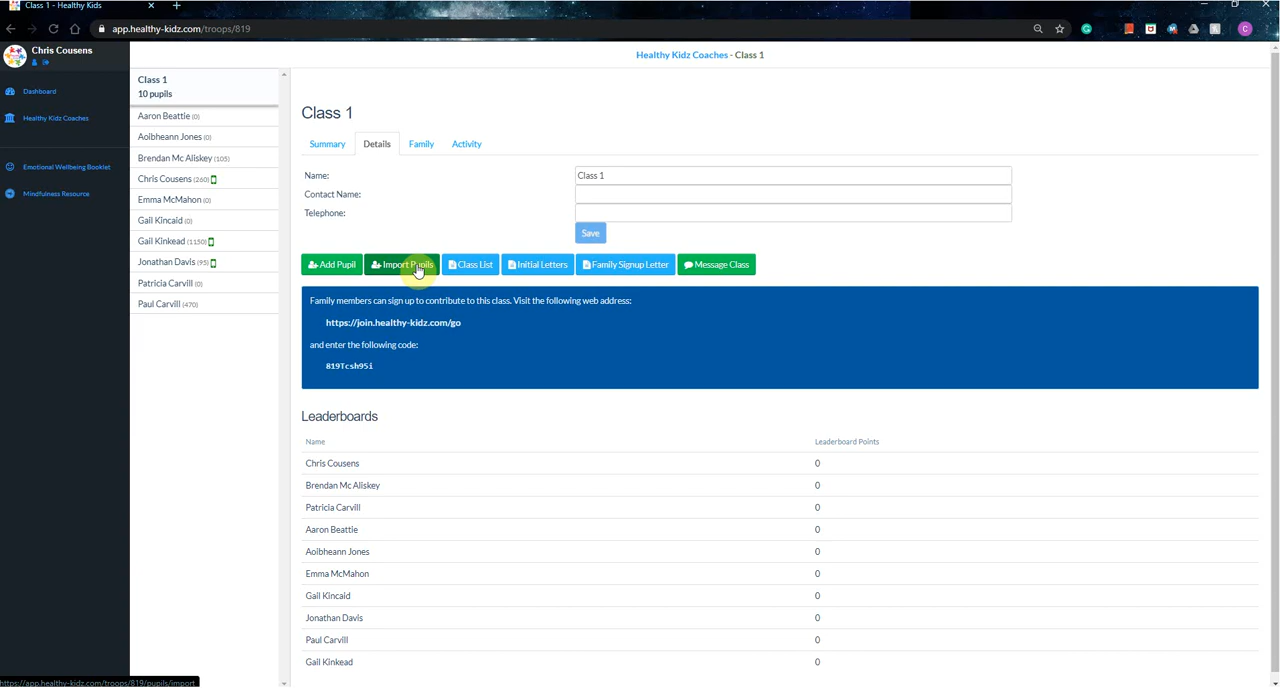 Class 1 - Healthy Kids
app.healthy-kidz.com/troops/819
C
Chris Cousens
Dashboard
Healthy Kidz Coaches
Emotional Wellbeing Booklet
Mindfulness Resource
Class 1
10 pupils
Aaron Beattie (0)
Aoibheann Jones (0)
Brendan Mc Aliskey (105)
Chris Cousens (260)
Emma McMahon (0)
Gail Kincaid (0)
Gail Kinkead (1150)
Jonathan Davis (95)
Patricia Carvill (0)
Paul Carvill (470)
Healthy Kidz Coaches - Class 1
Class 1
Summary Details Family Activity
Name: Class 1
Contact Name:
Telephone:
Save
Add Pupil Import Pupils Class List Initial Letters Family Signup Letter Message Class
Family members can sign up to contribute to this class. Visit the following web address:
https://join.healthy-kidz.com/go
and enter the following code:
819Tcsh95i
Leaderboards
Name Leaderboard Points
Chris Cousens 0
Brendan Mc Aliskey 0
Patricia Carvill 0
Aaron Beattie 0
Aoibheann Jones 0
Emma McMahon 0
Gail Kincaid 0
Jonathan Davis 0
Paul Carvill 0
Gail Kinkead 0
https://app.healthy-kidz.com/troops/819/pupils/import